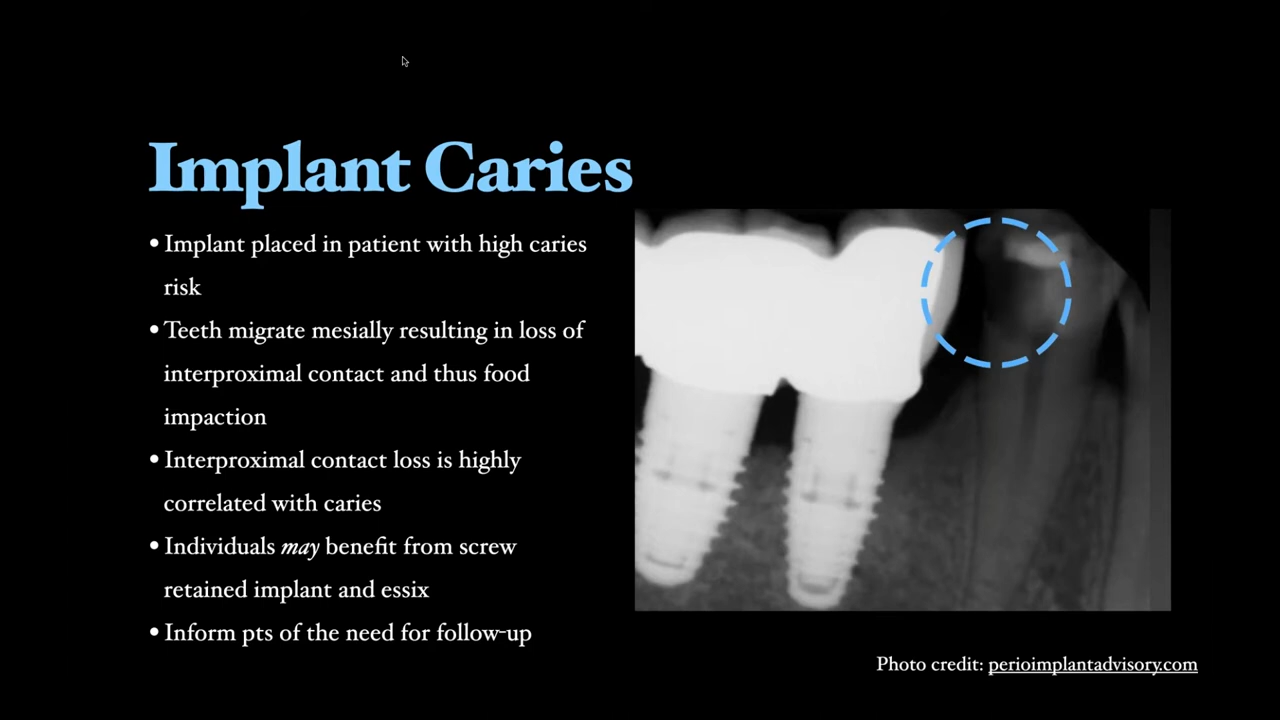 Implant Caries
• Implant placed in patient with high caries
risk
• Teeth migrate mesially resulting in loss of
interproximal contact and thus food
impaction
• Interproximal contact loss is highly
correlated with caries
• Individuals may benefit from screw
retained implant and essix
• Inform pts of the need for follow-up
Photo credit: perioimplantadvisory.com